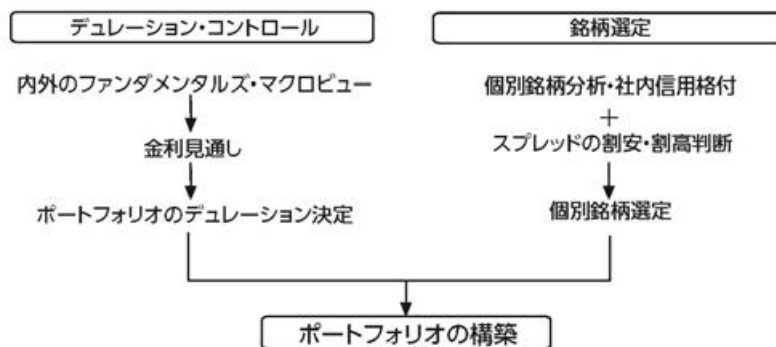 デュレーション・コントロール
内外のファンダメンタルズ・マクロビュー
金利見通し
ポートフォリオのデュレーション決定
銘柄選定
個別銘柄分析・社内信用格付
+
スプレッドの割安・割高判断
個別銘柄選定
ポートフォリオの構築